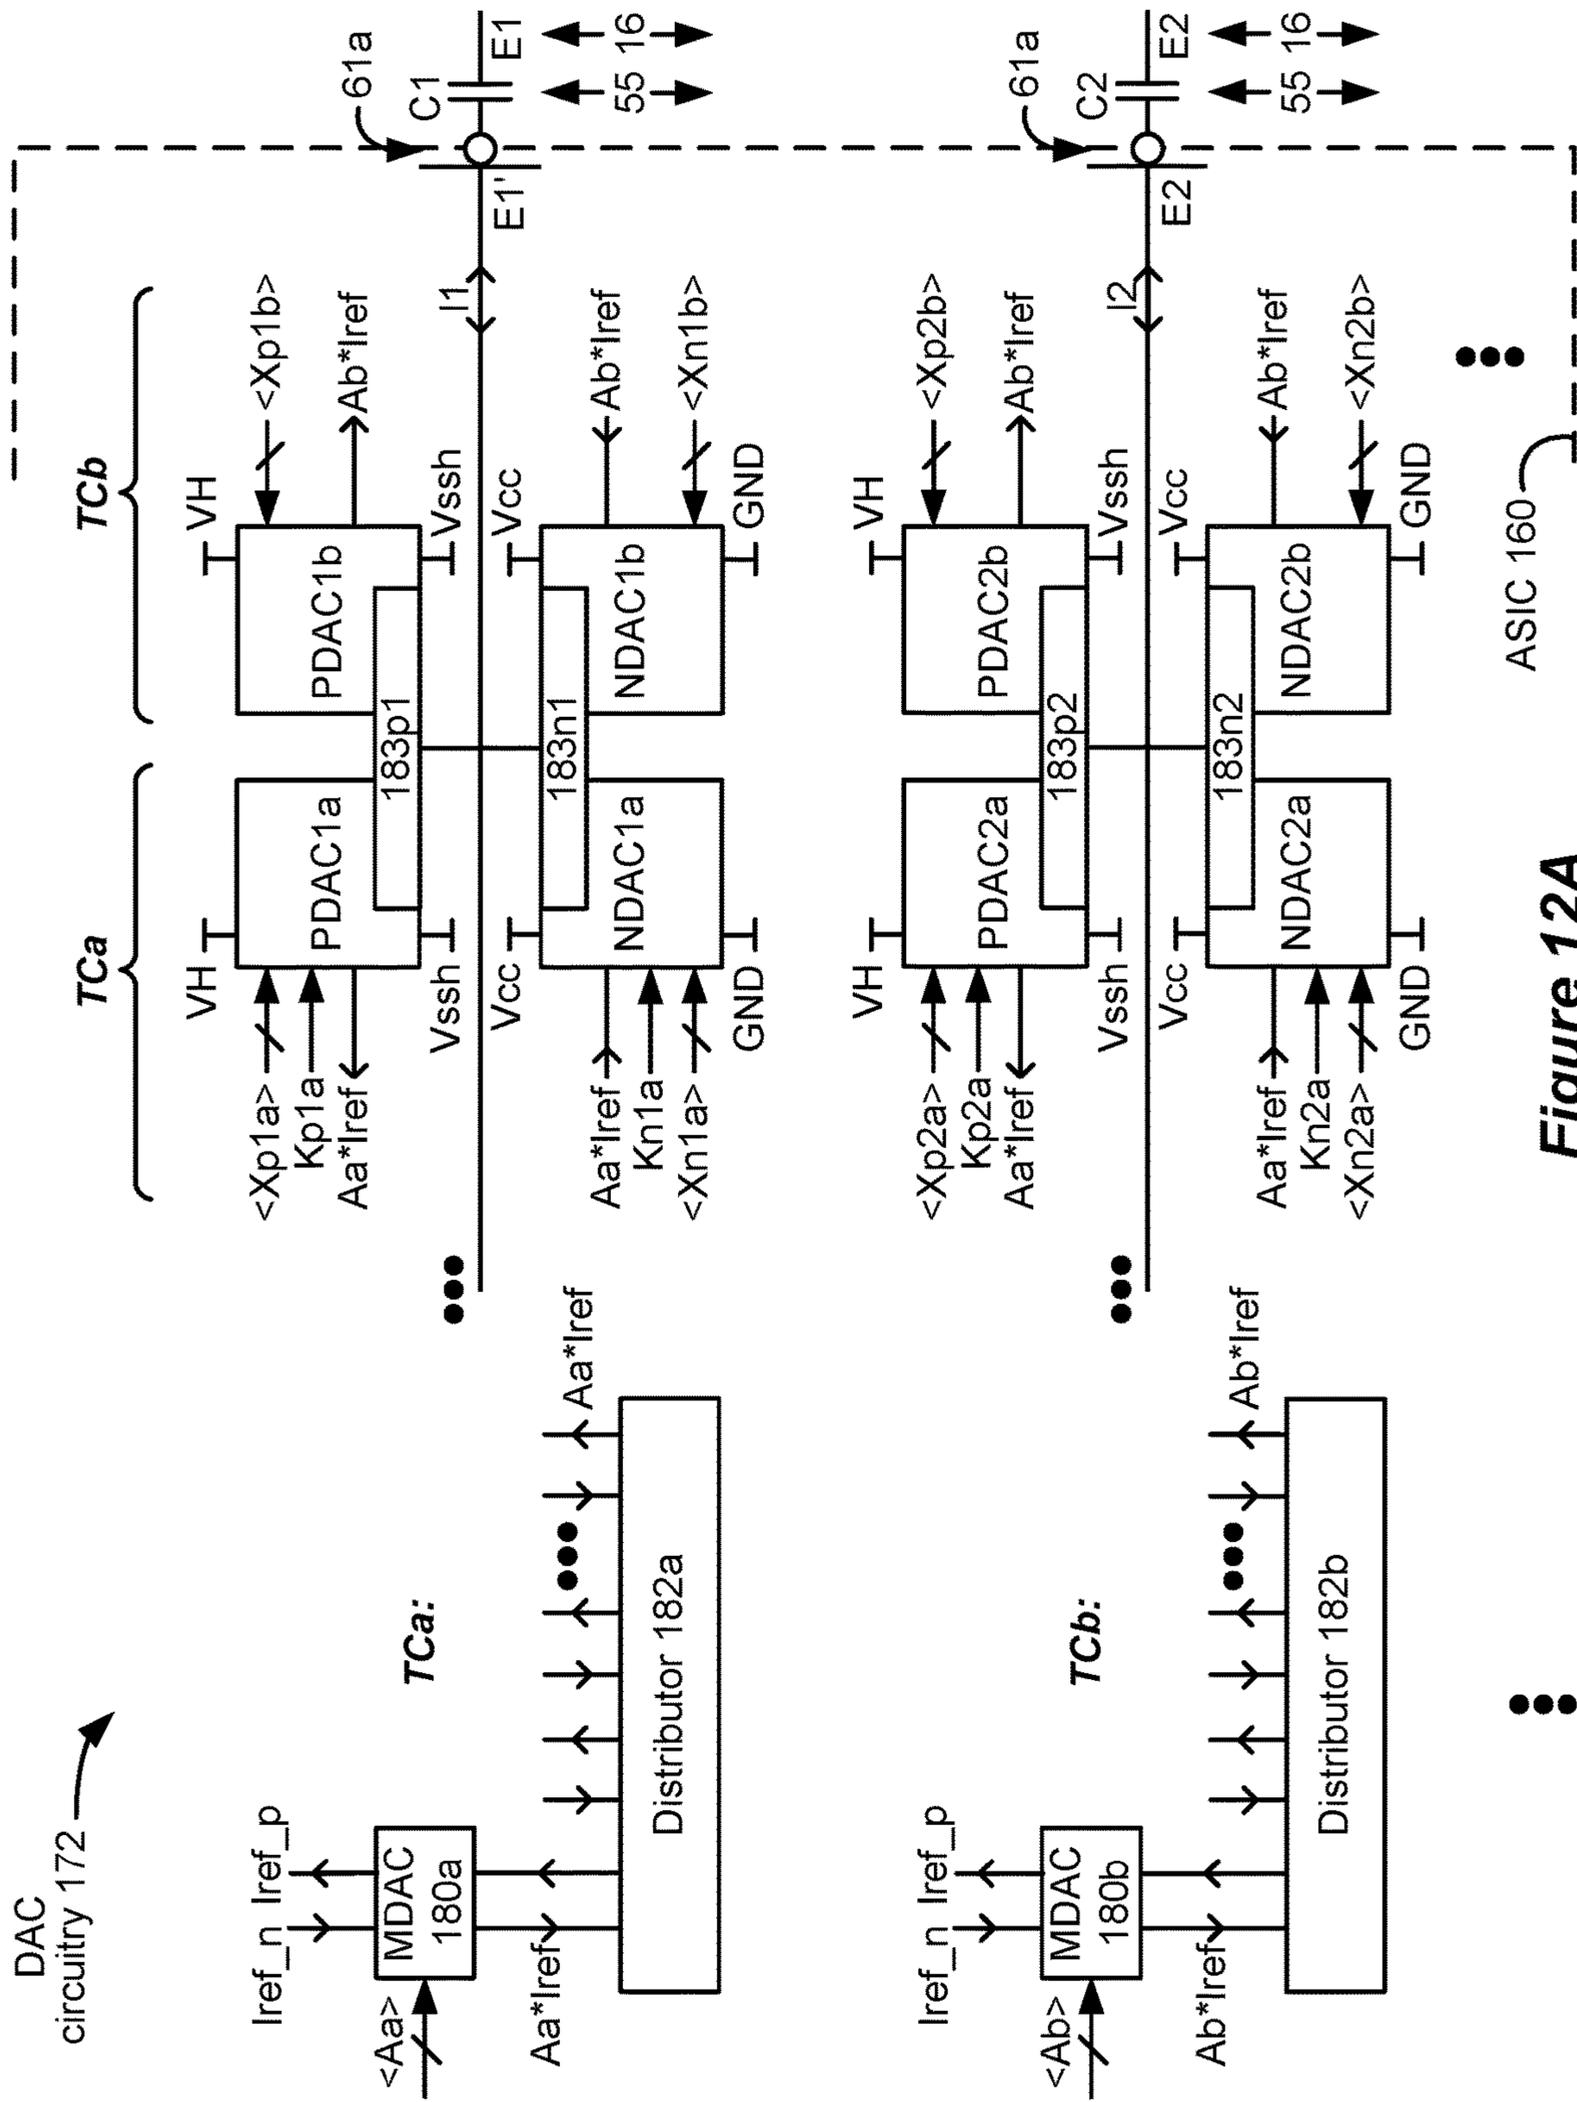 DAC
circuitry 172
Iref_n
Iref_p
<Aa>
MDAC
180a
Aa*Iref
TCa:
Aa*Iref
Distributor 182a
Iref_n
Iref_p
<Ab>
MDAC
180b
Ab*Iref
TCb:
Ab*Iref
Distributor 182b
TCa
TCb
VH
VH
<Xp1a>
Kp1a
Aa*Iref
PDAC1a
PDAC1b
<Xp1b>
Ab*Iref
183p1
Vssh
Vssh
I1
E1'
61a
C1
E1
55
16
Vcc
Vcc
183n1
Aa*Iref
Kn1a
<Xn1a>
NDAC1a
NDAC1b
Ab*Iref
<Xn1b>
GND
GND
VH
VH
<Xp2a>
Kp2a
Aa*Iref
PDAC2a
PDAC2b
<Xp2b>
Ab*Iref
183p2
Vssh
Vssh
I2
E2
61a
C2
E2
55
16
Vcc
Vcc
183n2
Aa*Iref
Kn2a
<Xn2a>
NDAC2a
NDAC2b
Ab*Iref
<Xn2b>
GND
GND
ASIC 160
Figure 12A